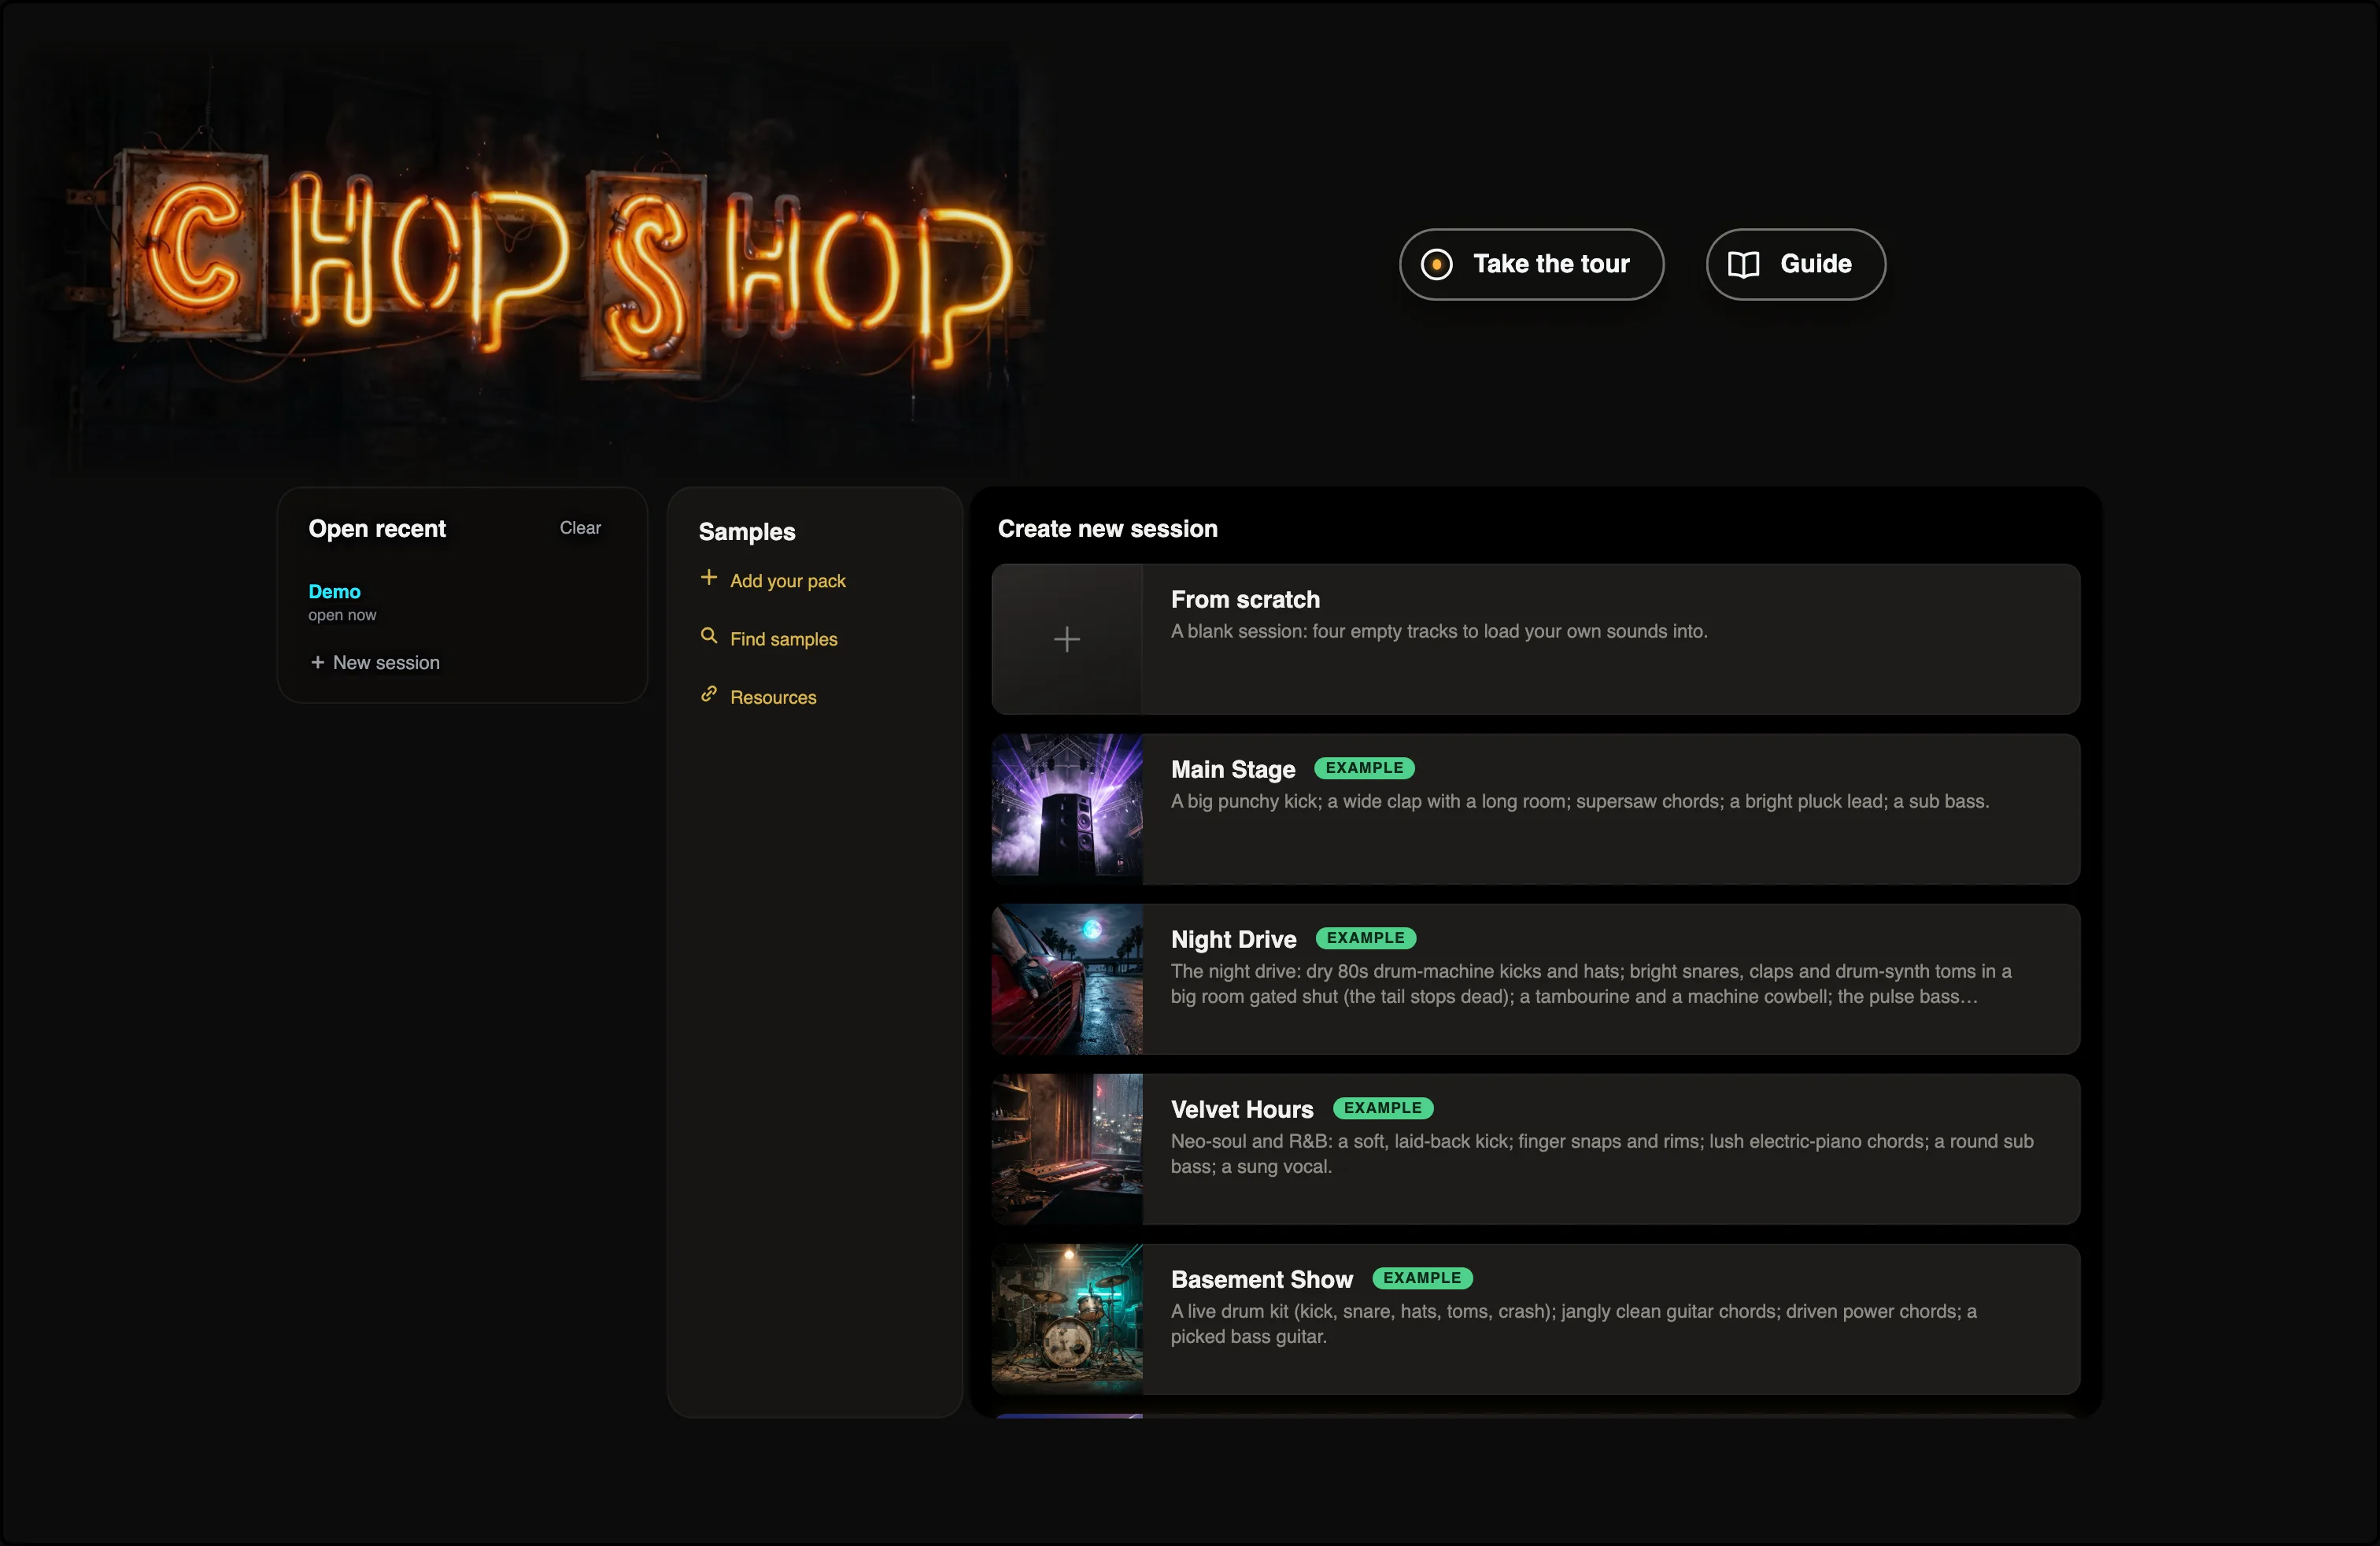 CHOPSHOP
Take the tour
Guide
Open recent
Clear
Demo
open now
+ New session
Samples
Add your pack
Find samples
Resources
Create new session
From scratch
A blank session: four empty tracks to load your own sounds into.
Main Stage EXAMPLE
A big punchy kick; a wide clap with a long room; supersaw chords; a bright pluck lead; a sub bass.
Night Drive EXAMPLE
The night drive: dry 80s drum-machine kicks and hats; bright snares, claps and drum-synth toms in a
big room gated shut (the tail stops dead); a tambourine and a machine cowbell; the pulse bass…
Velvet Hours EXAMPLE
Neo-soul and R&B: a soft, laid-back kick; finger snaps and rims; lush electric-piano chords; a round sub
bass; a sung vocal.
Basement Show EXAMPLE
A live drum kit (kick, snare, hats, toms, crash); jangly clean guitar chords; driven power chords; a
picked bass guitar.